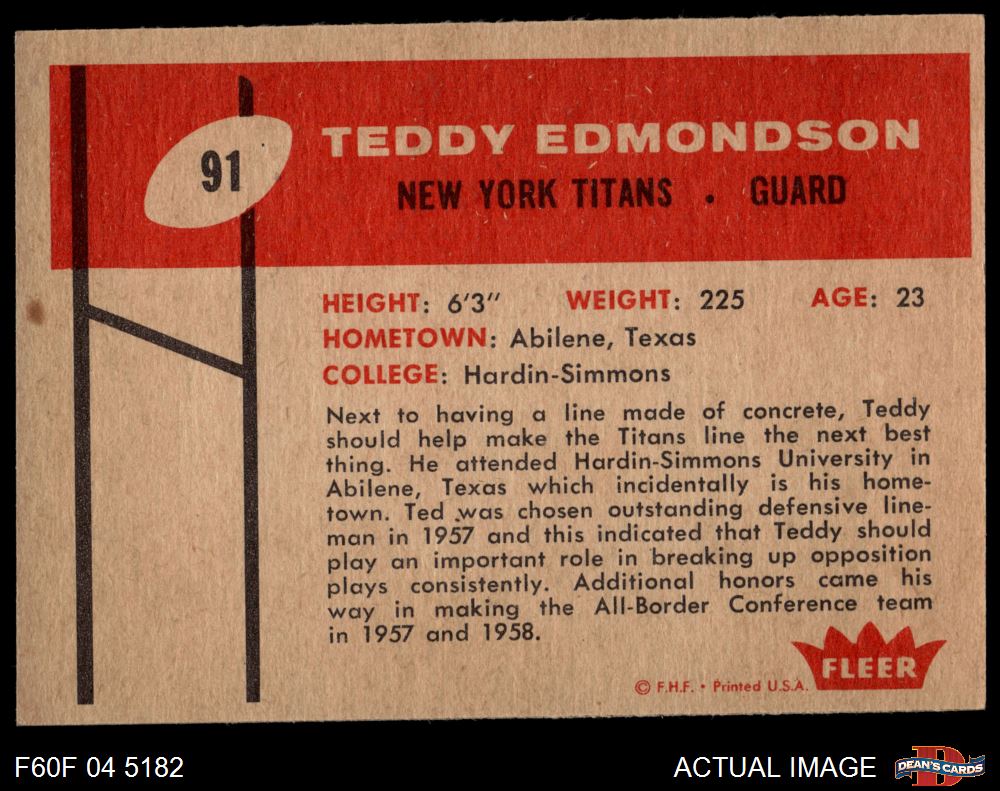 91
TEDDY EDMONDSON
NEW YORK TITANS . GUARD
HEIGHT: 6'3" WEIGHT: 225 AGE: 23
HOMETOWN: Abilene, Texas
COLLEGE: Hardin-Simmons
Next to having a line made of concrete, Teddy
should help make the Titans line the next best
thing. He attended Hardin-Simmons University in
Abilene, Texas which incidentally is his home-
town. Ted was chosen outstanding defensive line-
man in 1957 and this indicated that Teddy should
play an important role in breaking up opposition
plays consistently. Additional honors came his
way in making the All-Border Conference team
in 1957 and 1958.
FLEER
© F.H.F. • Printed U.S.A.
F60F 04 5182
ACTUAL IMAGE
DEAN'S CARDS